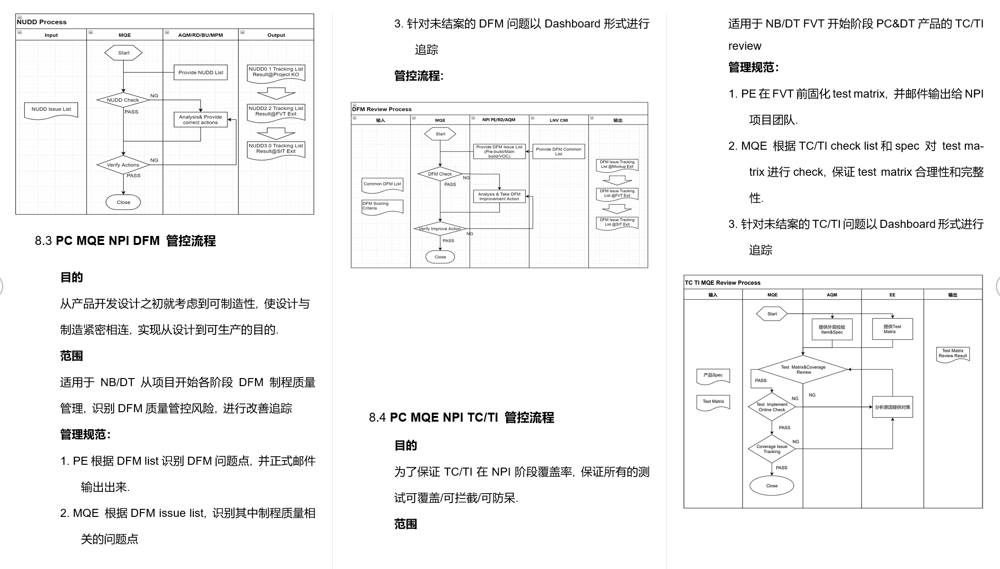 NUDD Process
Input
MQE
AQM/RD/BU/MPM
Output
Start
Provide NUDD List
NUDD0.1 Tracking List
Result@Project KO
NUDD Check
NG
PASS
NUDD Issue List
Analysis& Provide
correct actions
NUDD2.2 Tracking List
Result@FVT Exit
NUDD3.0 Tracking List
Result@SIT Exit
Verify Actions
NG
PASS
Close
8.3 PC MQE NPI DFM 管控流程
目的
从产品开发设计之初就考虑到可制造性, 使设计与
制造紧密相连, 实现从设计到可生产的目的.
范围
适用于 NB/DT 从项目开始各阶段 DFM 制程质量
管理, 识别 DFM 质量管控风险, 进行改善追踪
管理规范:
1. PE 根据 DFM list 识别 DFM 问题点, 并正式邮件
输出出来.
2. MQE 根据 DFM issue list, 识别其中制程质量相
关的问题点
3. 针对未结案的 DFM 问题以 Dashboard 形式进行
追踪
管控流程:
DFM Review Process
输入
MQE
NPI PE/RD/AQM
LNV CMI
输出
Start
Provide DFM Issue List
(Pre-build/Main
build/VOC)
Provide DFM Common
List
DFM Check
NG
PASS
Common DFM List
DFM Scoring
Criteria
Analysis & Take DFM
Improvement Action
DFM Issue Tracking
List @Mockup Exit
DFM Issue Tracking
List @FVT Exit
DFM Issue Tracking
List @SIT Exit
Verify Improve Action
NG
PASS
Close
8.4 PC MQE NPI TC/TI 管控流程
目的
为了保证 TC/TI 在 NPI 阶段覆盖率, 保证所有的测
试可覆盖/可拦截/可防呆.
范围
适用于 NB/DT FVT 开始阶段 PC&DT 产品的 TC/TI
review
管理规范:
1. PE 在 FVT 前固化 test matrix, 并邮件输出给 NPI
项目团队.
2. MQE 根据 TC/TI check list 和 spec 对 test ma-
trix 进行 check, 保证 test matrix 合理性和完整
性.
3. 针对未结案的 TC/TI 问题以 Dashboard 形式进行
追踪
TC TI MQE Review Process
输入
MQE
AQM
EE
输出
Start
提供外观检验
Item&Spec
提供Test
Matrix
Test Matrix
Review Result
Test Matrix&Coverage
Review
PASS
NG
产品Spec
Test Matrix
Test Implement
Online Check
NG
分析原因提供对策
PASS
Coverage Issue
Tracking
NG
PASS
Close